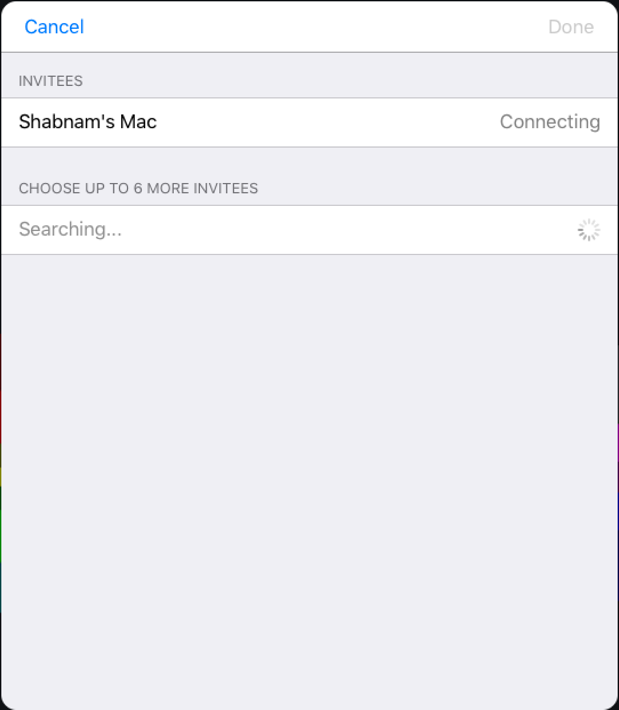 Cancel Done
INVITEES
Shabnam's Mac Connecting
CHOOSE UP TO 6 MORE INVITEES
Searching...